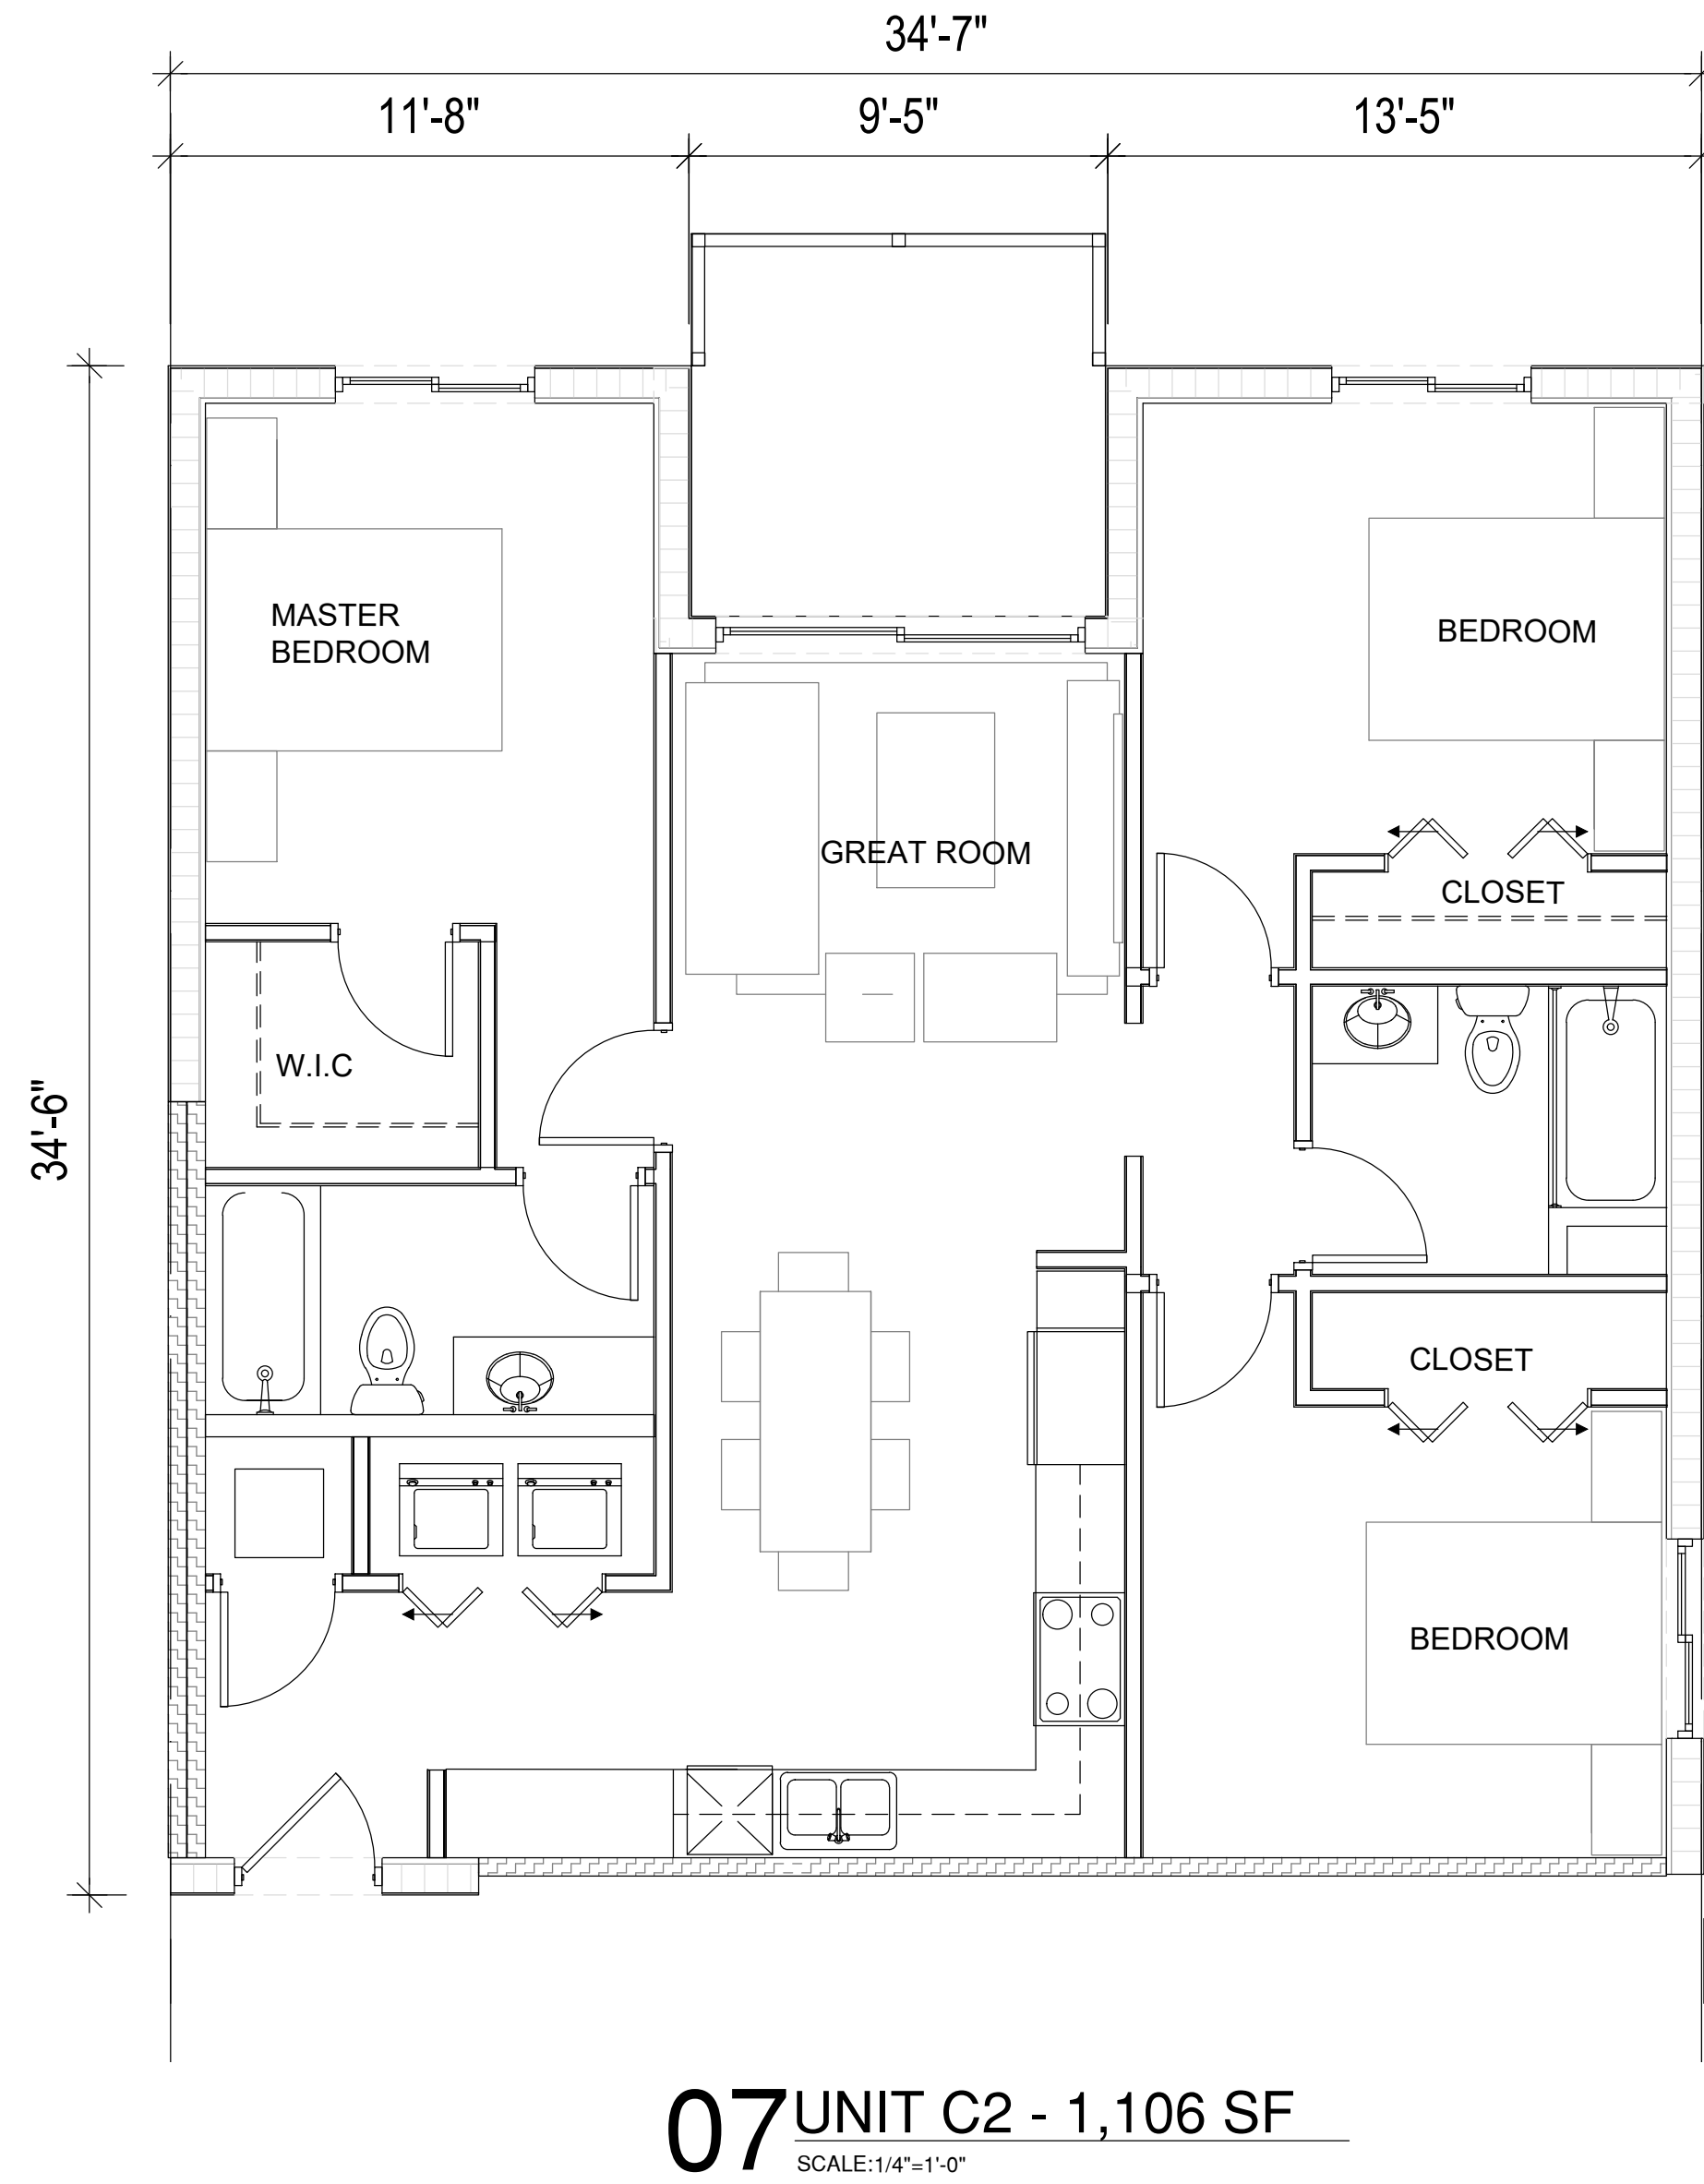 34'-7"
11'-8"
9'-5"
13'-5"
MASTER
BEDROOM
BEDROOM
GREAT ROOM
CLOSET
W.I.C
34'-6"
CLOSET
BEDROOM
07 UNIT C2 - 1,106 SF
SCALE:1/4"=1'-0"